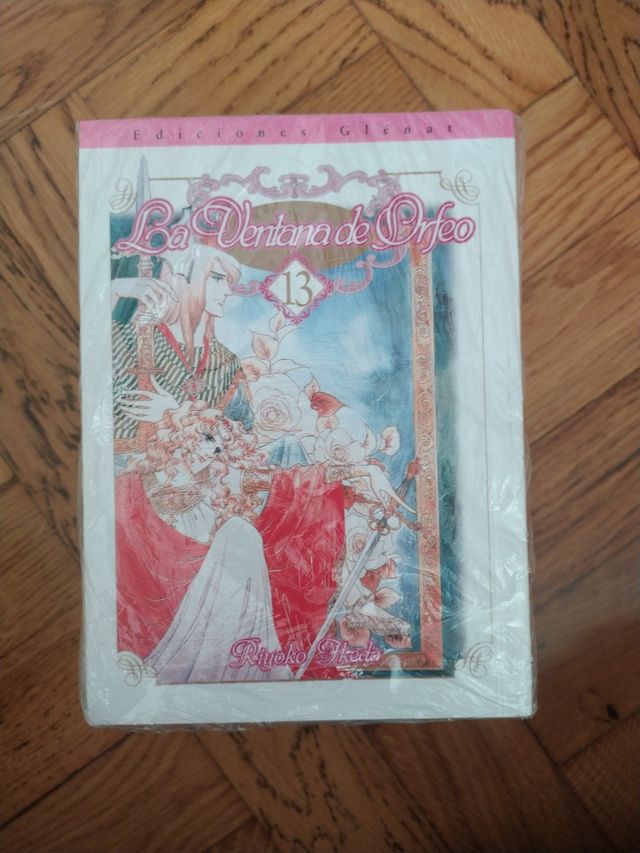 Ediciones Glénat
La Ventana de Orfeo
13
Riyoko Ikeda